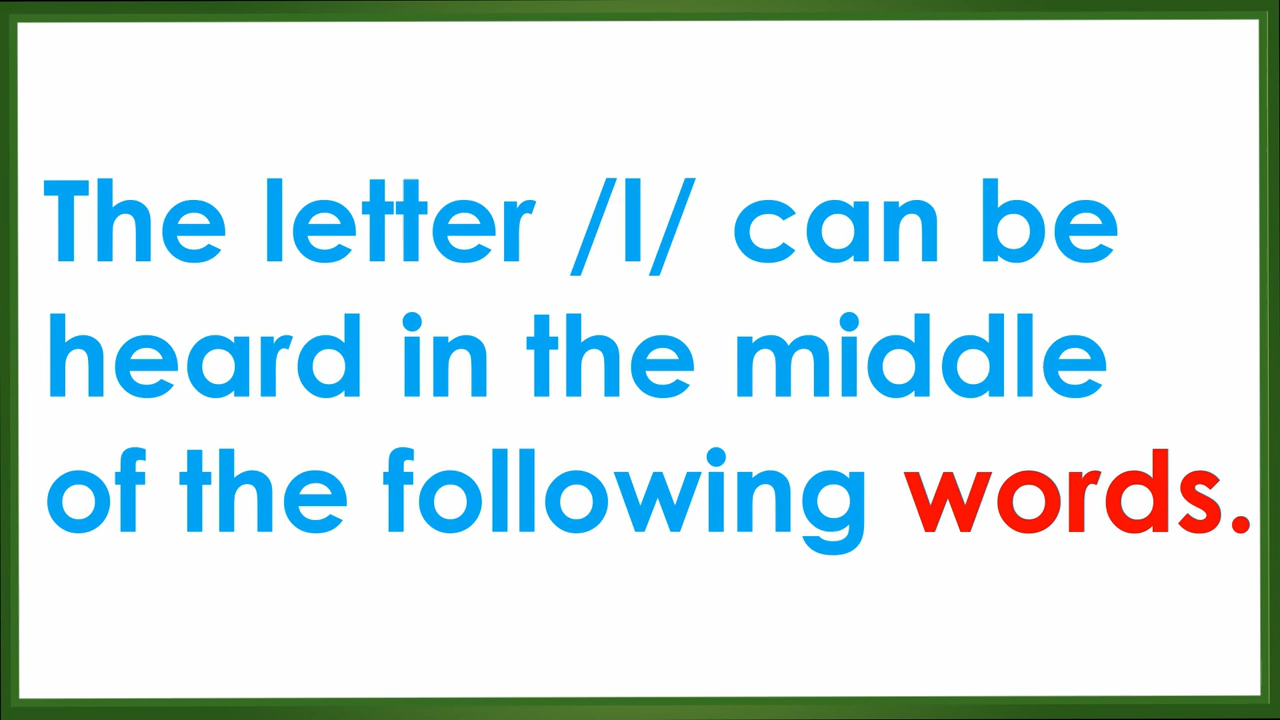 The letter /l/ can be
heard in the middle
of the following words.